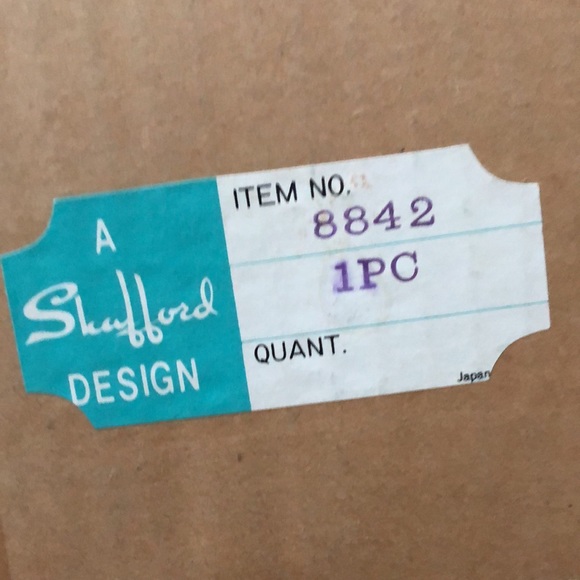 A
Shafford
DESIGN
ITEM NO.
8842
1PC
QUANT.
Japan